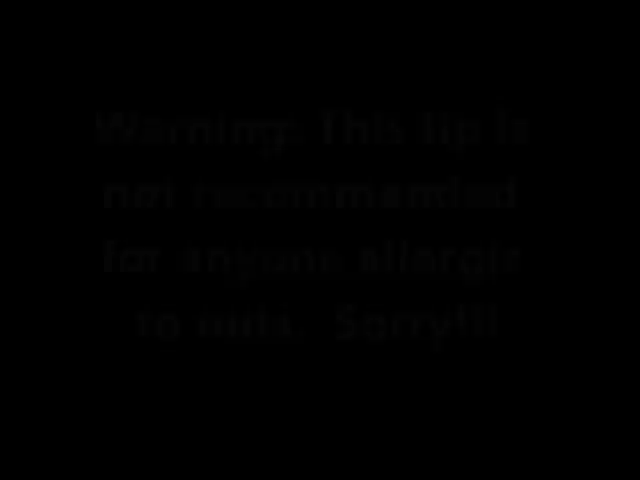 Warning: This tip is
not recommended
for anyone allergic
to nuts. Sorry!!!